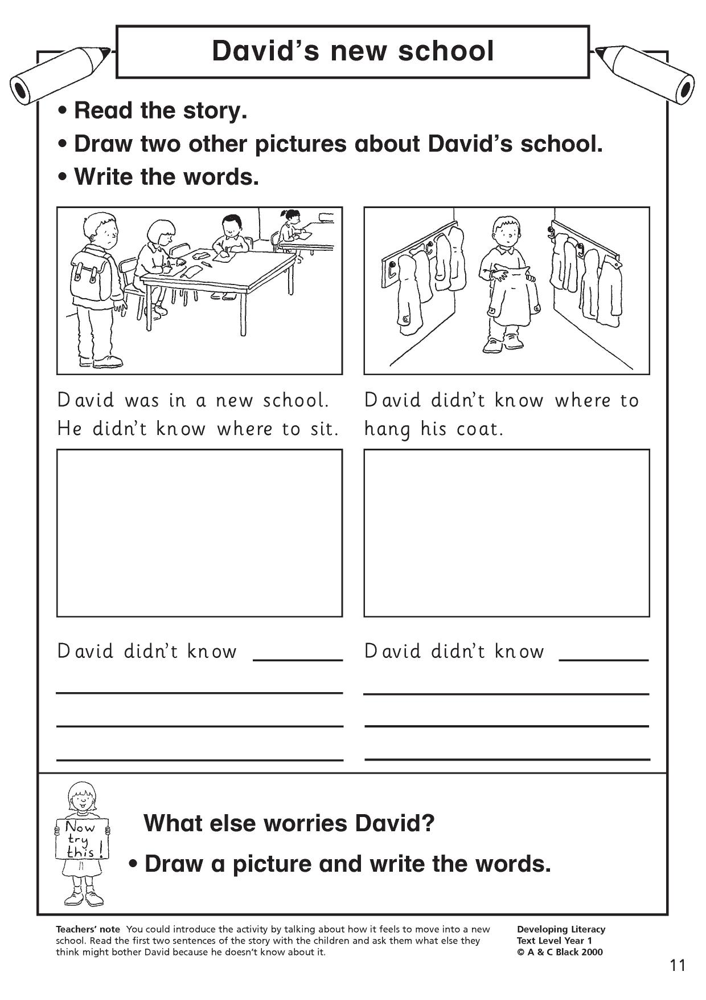 David's new school
• Read the story.
• Draw two other pictures about David's school.
• Write the words.
David was in a new school.
He didn't know where to sit.
David didn't know where to
hang his coat.
David didn't know
David didn't know
Now
try
this!
What else worries David?
• Draw a picture and write the words.
Teachers' note You could introduce the activity by talking about how it feels to move into a new
school. Read the first two sentences of the story with the children and ask them what else they
think might bother David because he doesn't know about it.
Developing Literacy
Text Level Year 1
© A & C Black 2000
11